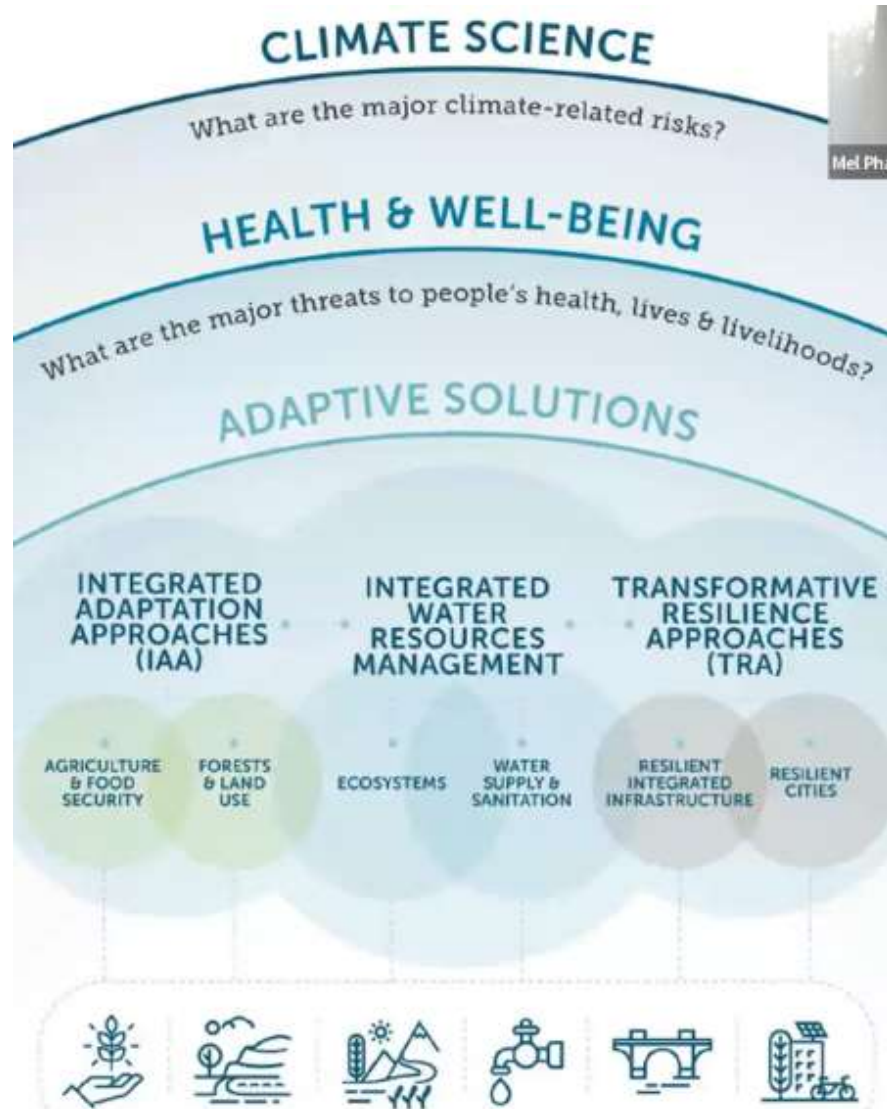 CLIMATE SCIENCE
What are the major climate-related risks?
Mel
HEALTH & WELL-BEING
What are the major threats to people's health, lives & livelihoods?
ADAPTIVE SOLUTIONS
INTEGRATED
ADAPTATION
APPROACHES
(IAA)
INTEGRATED
WATER
RESOURCES
MANAGEMENT
TRANSFORMATIVE
RESILIENCE
APPROACHES
(TRA)
AGRICULTURE
& FOOD
SECURITY
FORESTS
& LAND
USE
ECOSYSTEMS
WATER
SUPPLY &
SANITATION
RESILIENT
INTEGRATED
INFRASTRUCTURE
RESILIENT
CITIES